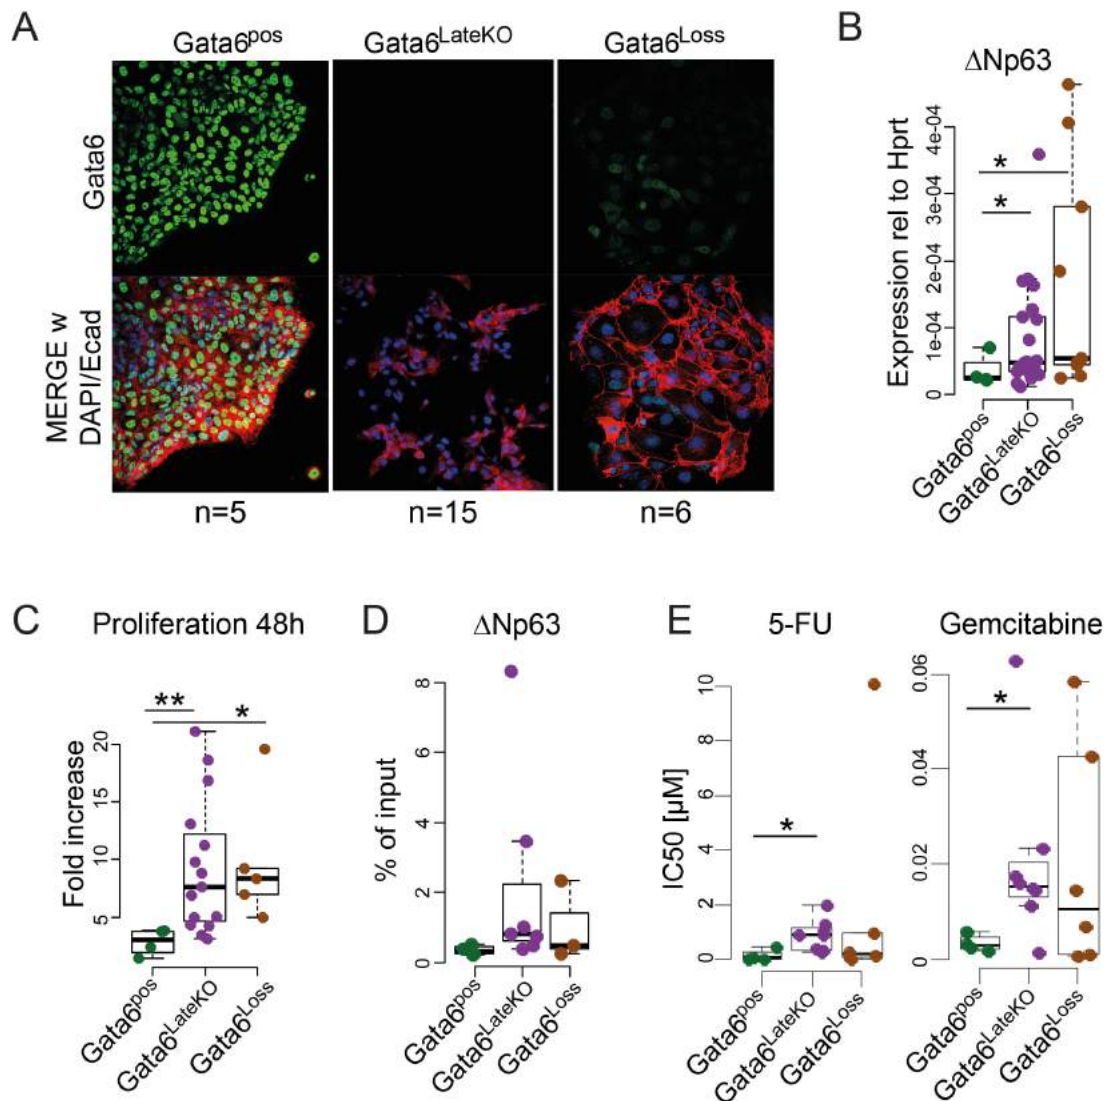 A
Gata6pos
Gata6LateKO
Gata6Loss
Gata6
MERGE w
DAPI/Ecad
n=5
n=15
n=6
B
ΔNp63
Expression rel to Hprt
4e-04
3e-04
2e-04
1e-04
0
*
*
Gata6pos
Gata6LateKO
Gata6Loss
C
Proliferation 48h
Fold increase
20
15
10
5
**
*
Gata6pos
Gata6LateKO
Gata6Loss
D
ΔNp63
% of input
8
6
4
2
0
Gata6pos
Gata6LateKO
Gata6Loss
E
5-FU
IC50 [µM]
10
8
6
4
2
0
*
Gata6pos
Gata6LateKO
Gata6Loss
Gemcitabine
0.06
0.04
0.02
0
*
Gata6pos
Gata6LateKO
Gata6Loss